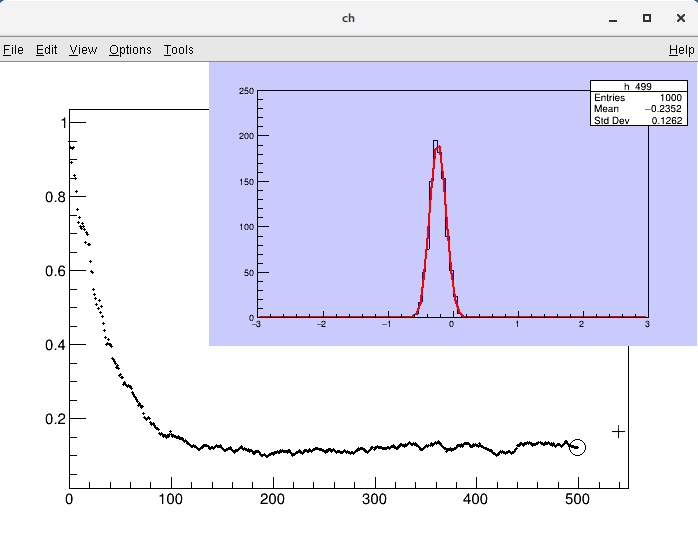 ch
File Edit View Options Tools Help
h_499
Entries 1000
Mean −0.2352
Std Dev 0.1262
250
200
150
100
50
0
−3 −2 −1 0 1 2 3
1
0.8
0.6
0.4
0.2
0 100 200 300 400 500